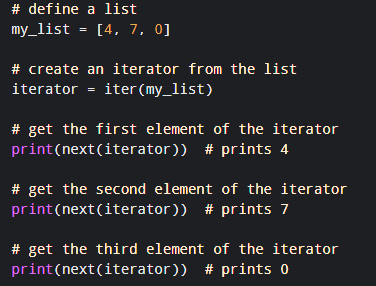 # define a list
my_list = [4, 7, 0]
# create an iterator from the list
iterator = iter(my_list)
# get the first element of the iterator
print(next(iterator))  # prints 4
# get the second element of the iterator
print(next(iterator))  # prints 7
# get the third element of the iterator
print(next(iterator))  # prints 0